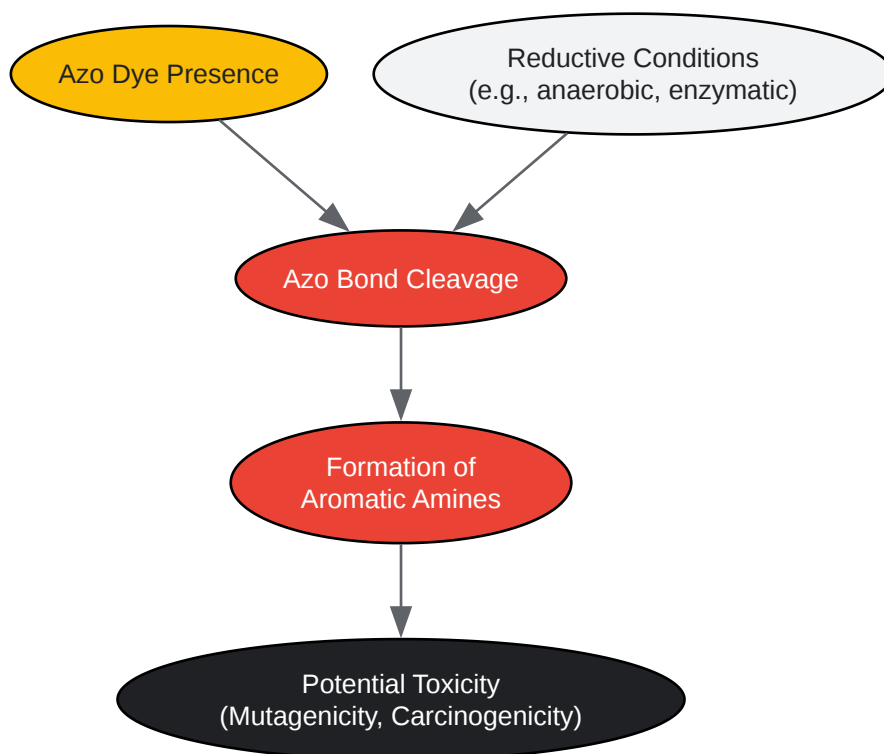 Azo Dye Presence
Reductive Conditions
(e.g., anaerobic, enzymatic)
Azo Bond Cleavage
Formation of
Aromatic Amines
Potential Toxicity
(Mutagenicity, Carcinogenicity)